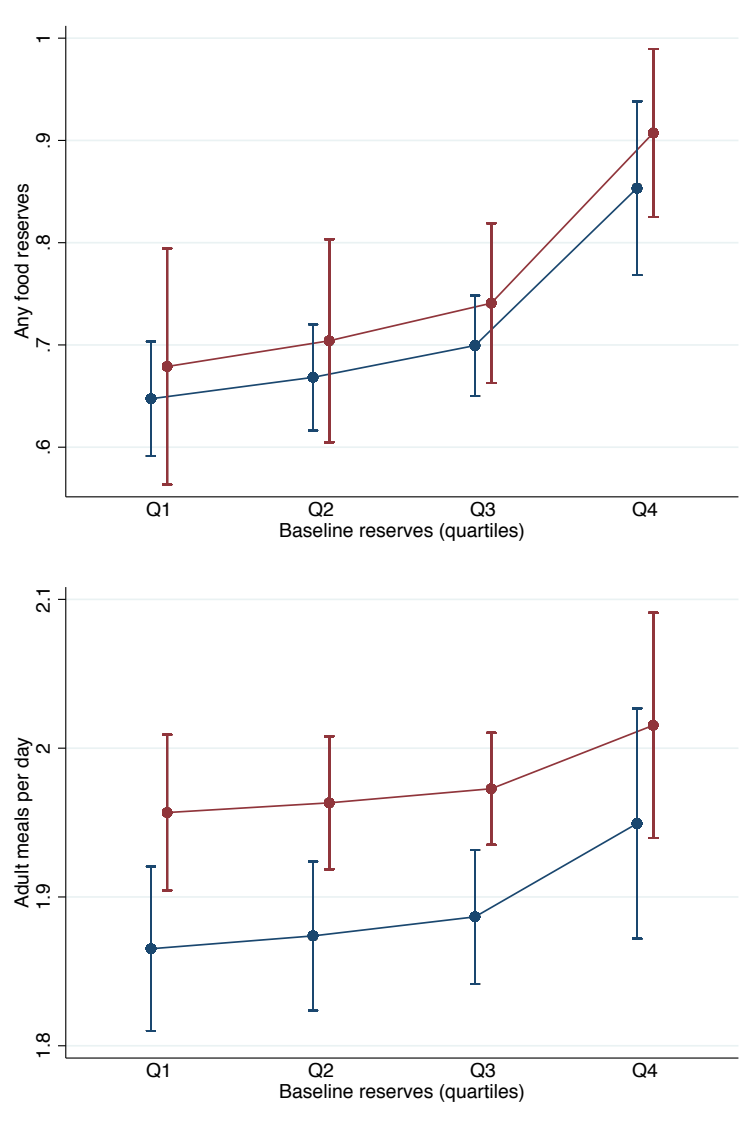 Any food reserves
1
.9
.8
.7
.6
Q1 Q2 Q3 Q4
Baseline reserves (quartiles)
Adult meals per day
2.1
2
1.9
1.8
Q1 Q2 Q3 Q4
Baseline reserves (quartiles)